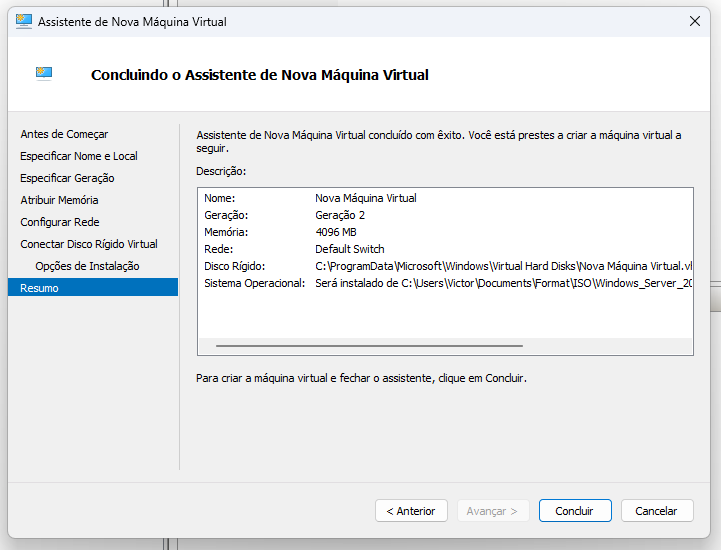 Assistente de Nova Máquina Virtual
Concluindo o Assistente de Nova Máquina Virtual
Antes de Começar
Especificar Nome e Local
Especificar Geração
Atribuir Memória
Configurar Rede
Conectar Disco Rígido Virtual
Opções de Instalação
Resumo
Assistente de Nova Máquina Virtual concluído com êxito. Você está prestes a criar a máquina virtual a
seguir.
Descrição:
Nome: Nova Máquina Virtual
Geração: Geração 2
Memória: 4096 MB
Rede: Default Switch
Disco Rígido: C:\ProgramData\Microsoft\Windows\Virtual Hard Disks\Nova Máquina Virtual.vl
Sistema Operacional: Será instalado de C:\Users\Victor\Documents\Format\ISO\Windows_Server_20
Para criar a máquina virtual e fechar o assistente, clique em Concluir.
< Anterior
Avançar >
Concluir
Cancelar